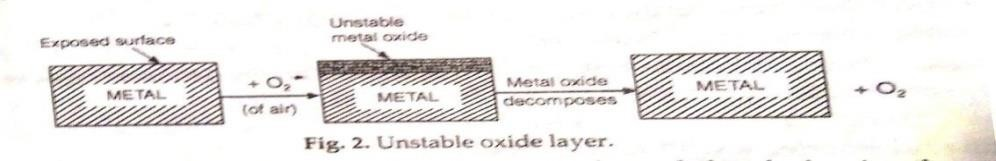 Unstable
metal oxide
Exposed surface
METAL
+ O₂
(of air)
METAL
Metal oxide
decomposes
METAL
+ O₂
Fig. 2. Unstable oxide layer.